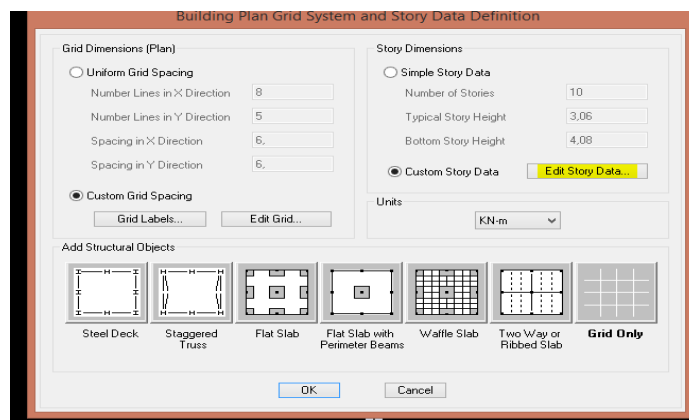 Building Plan Grid System and Story Data Definition
Grid Dimensions (Plan)
Uniform Grid Spacing
Number Lines in X Direction 8
Number Lines in Y Direction 5
Spacing in X Direction 6,
Spacing in Y Direction 6,
Custom Grid Spacing
Grid Labels... Edit Grid...
Story Dimensions
Simple Story Data
Number of Stories 10
Typical Story Height 3,06
Bottom Story Height 4,08
Custom Story Data Edit Story Data...
Units
KN-m
Add Structural Objects
Steel Deck
Staggered
Truss
Flat Slab
Flat Slab with
Perimeter Beams
Waffle Slab
Two Way or
Ribbed Slab
Grid Only
OK Cancel